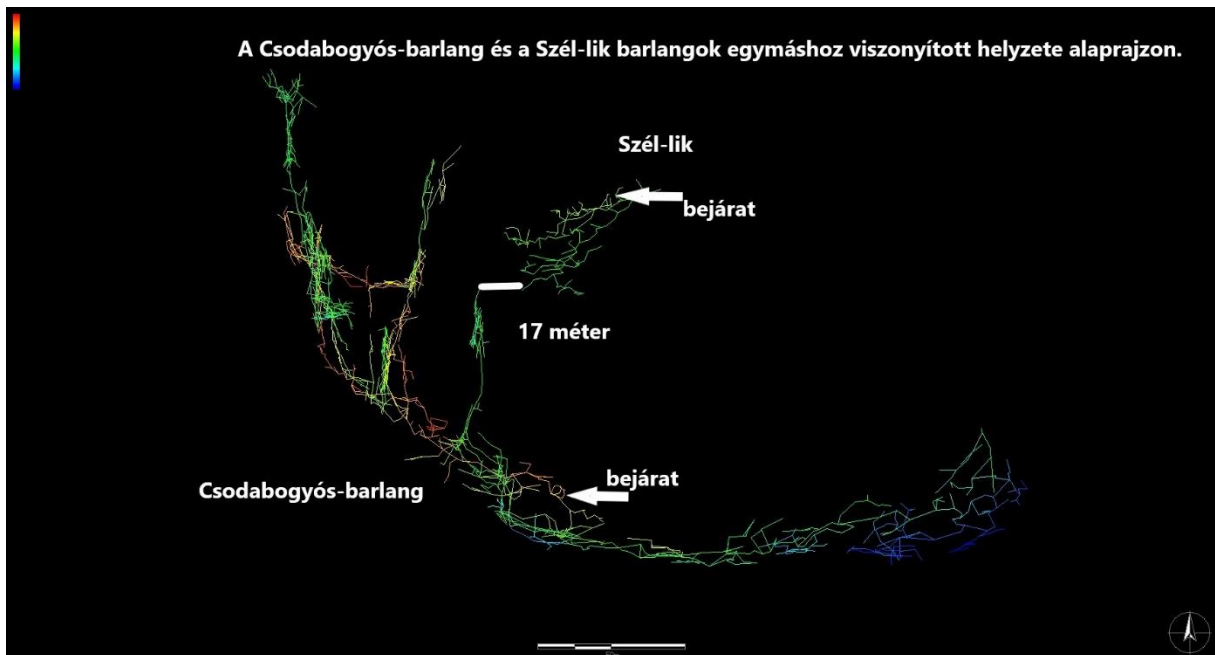 A Csodabogyós-barlang és a Szél-lik barlangok egymáshoz viszonyított helyzete alaprajzon.
Szél-lik
bejárat
17 méter
bejárat
Csodabogyós-barlang